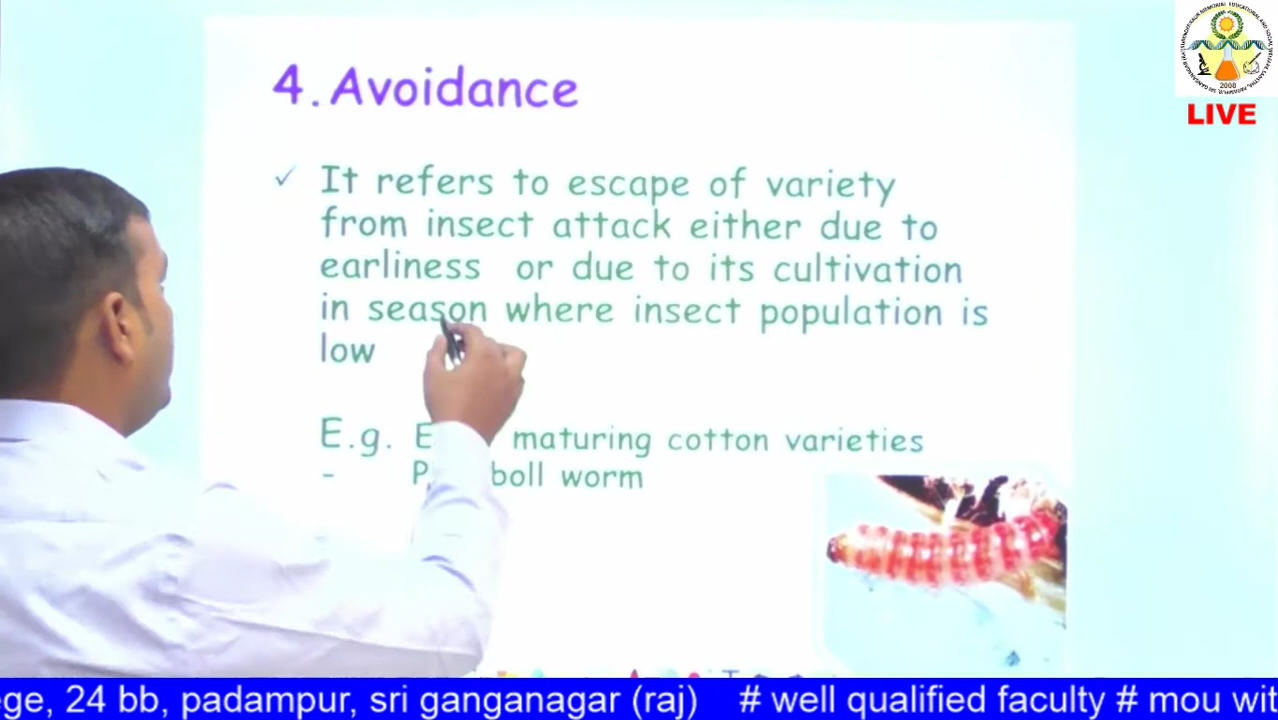 4. Avoidance
It refers to escape of variety
from insect attack either due to
earliness or due to its cultivation
in season where insect population is
low
E.g. E maturing cotton varieties
- P boll worm
2008
LIVE
ege, 24 bb, padampur, sri ganganagar (raj) # well qualified faculty # mou wit